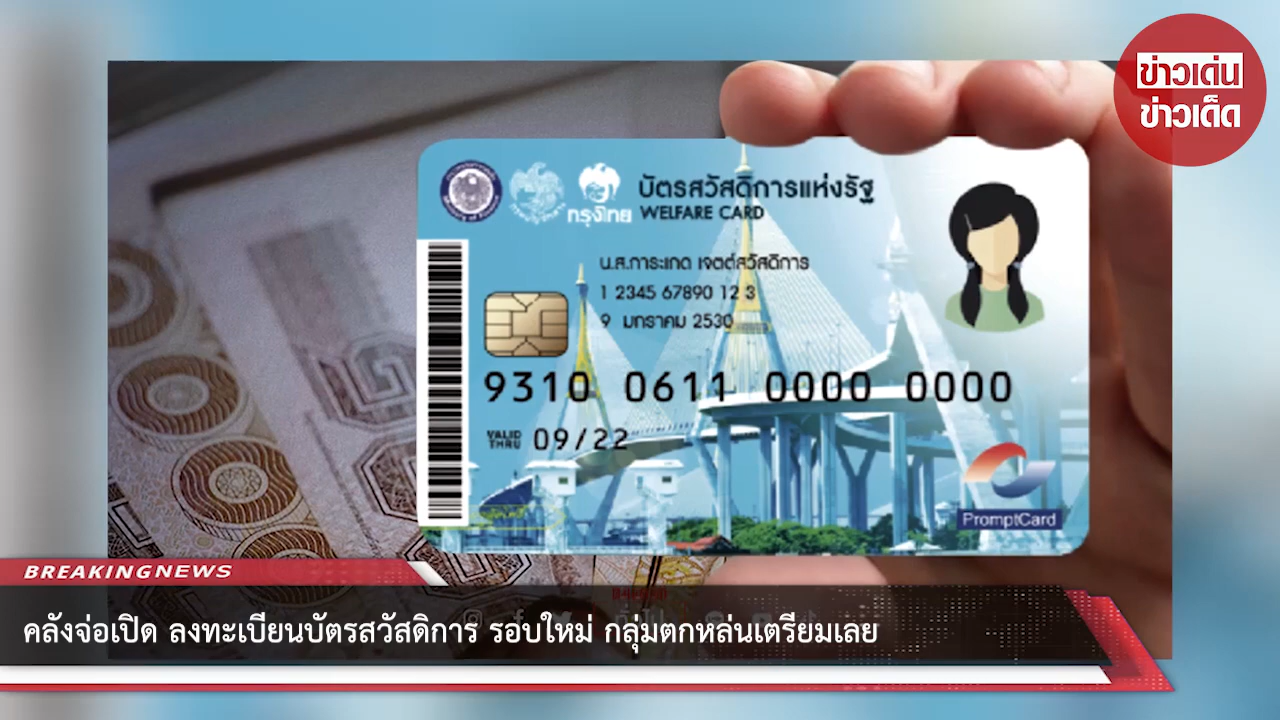 ข่าวเด่น
ข่าวเด็ด
บัตรสวัสดิการแห่งรัฐ
กรุงไทย WELFARE CARD
น.ส.การะเกด เจตต์สวัสดิการ
1 2345 67890 12 3
9 มกราคม 2530
9310 0611 0000 0000
VALID THRU 09/22
PromptCard
BREAKINGNEWS
คลังจ่อเปิด ลงทะเบียนบัตรสวัสดิการ รอบใหม่ กลุ่มตกหล่นเตรียมเลย